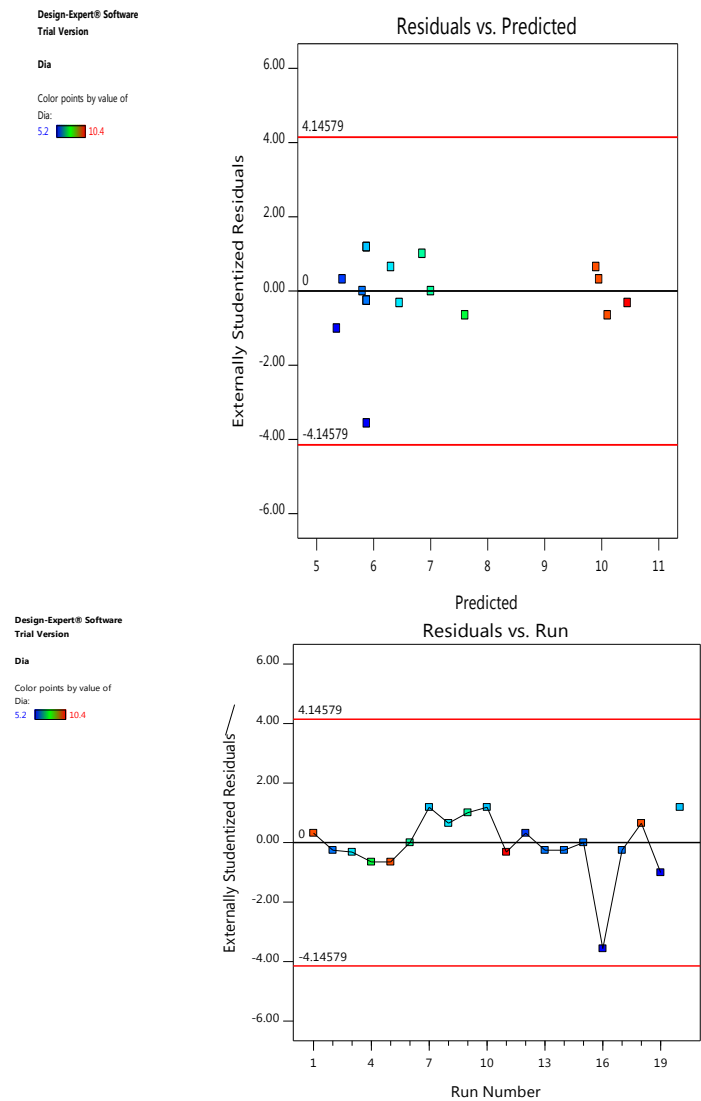 Design-Expert® Software
Trial Version
Dia
Color points by value of
Dia:
5.2 10.4
Residuals vs. Predicted
Externally Studentized Residuals
6.00
4.00
2.00
0.00
-2.00
-4.00
-6.00
4.14579
0
-4.14579
5 6 7 8 9 10 11
Predicted
Design-Expert® Software
Trial Version
Dia
Color points by value of
Dia:
5.2 10.4
Residuals vs. Run
Externally Studentized Residuals
6.00
4.00
2.00
0.00
-2.00
-4.00
-6.00
4.14579
0
-4.14579
1 4 7 10 13 16 19
Run Number